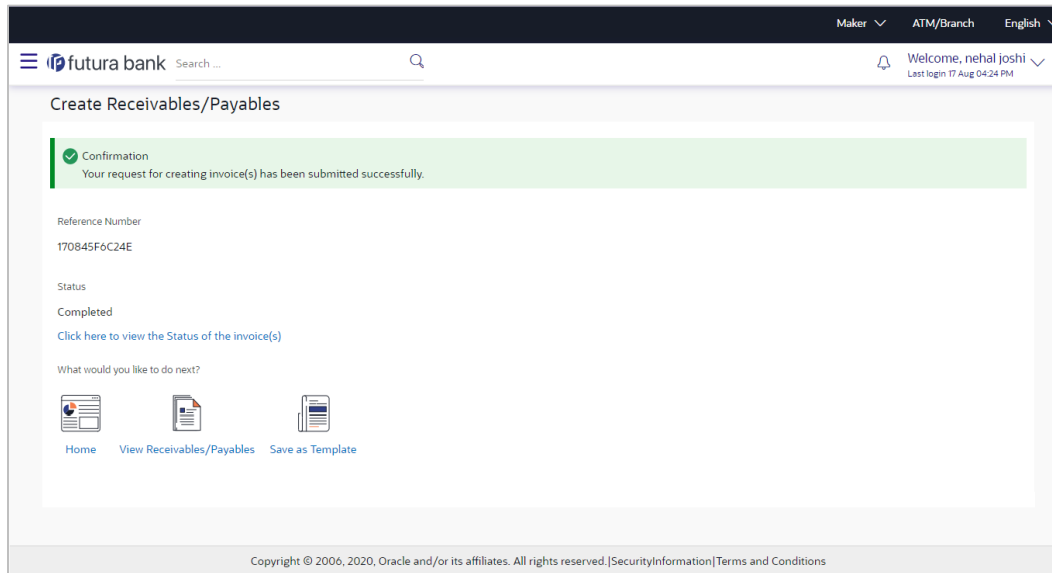 Maker ATM/Branch English
futura bank Search ... Welcome, nehal joshi
Last login 17 Aug 04:24 PM
Create Receivables/Payables
Confirmation
Your request for creating invoice(s) has been submitted successfully.
Reference Number
170845F6C24E
Status
Completed
Click here to view the Status of the invoice(s)
What would you like to do next?
Home View Receivables/Payables Save as Template
Copyright © 2006, 2020, Oracle and/or its affiliates. All rights reserved.|SecurityInformation|Terms and Conditions